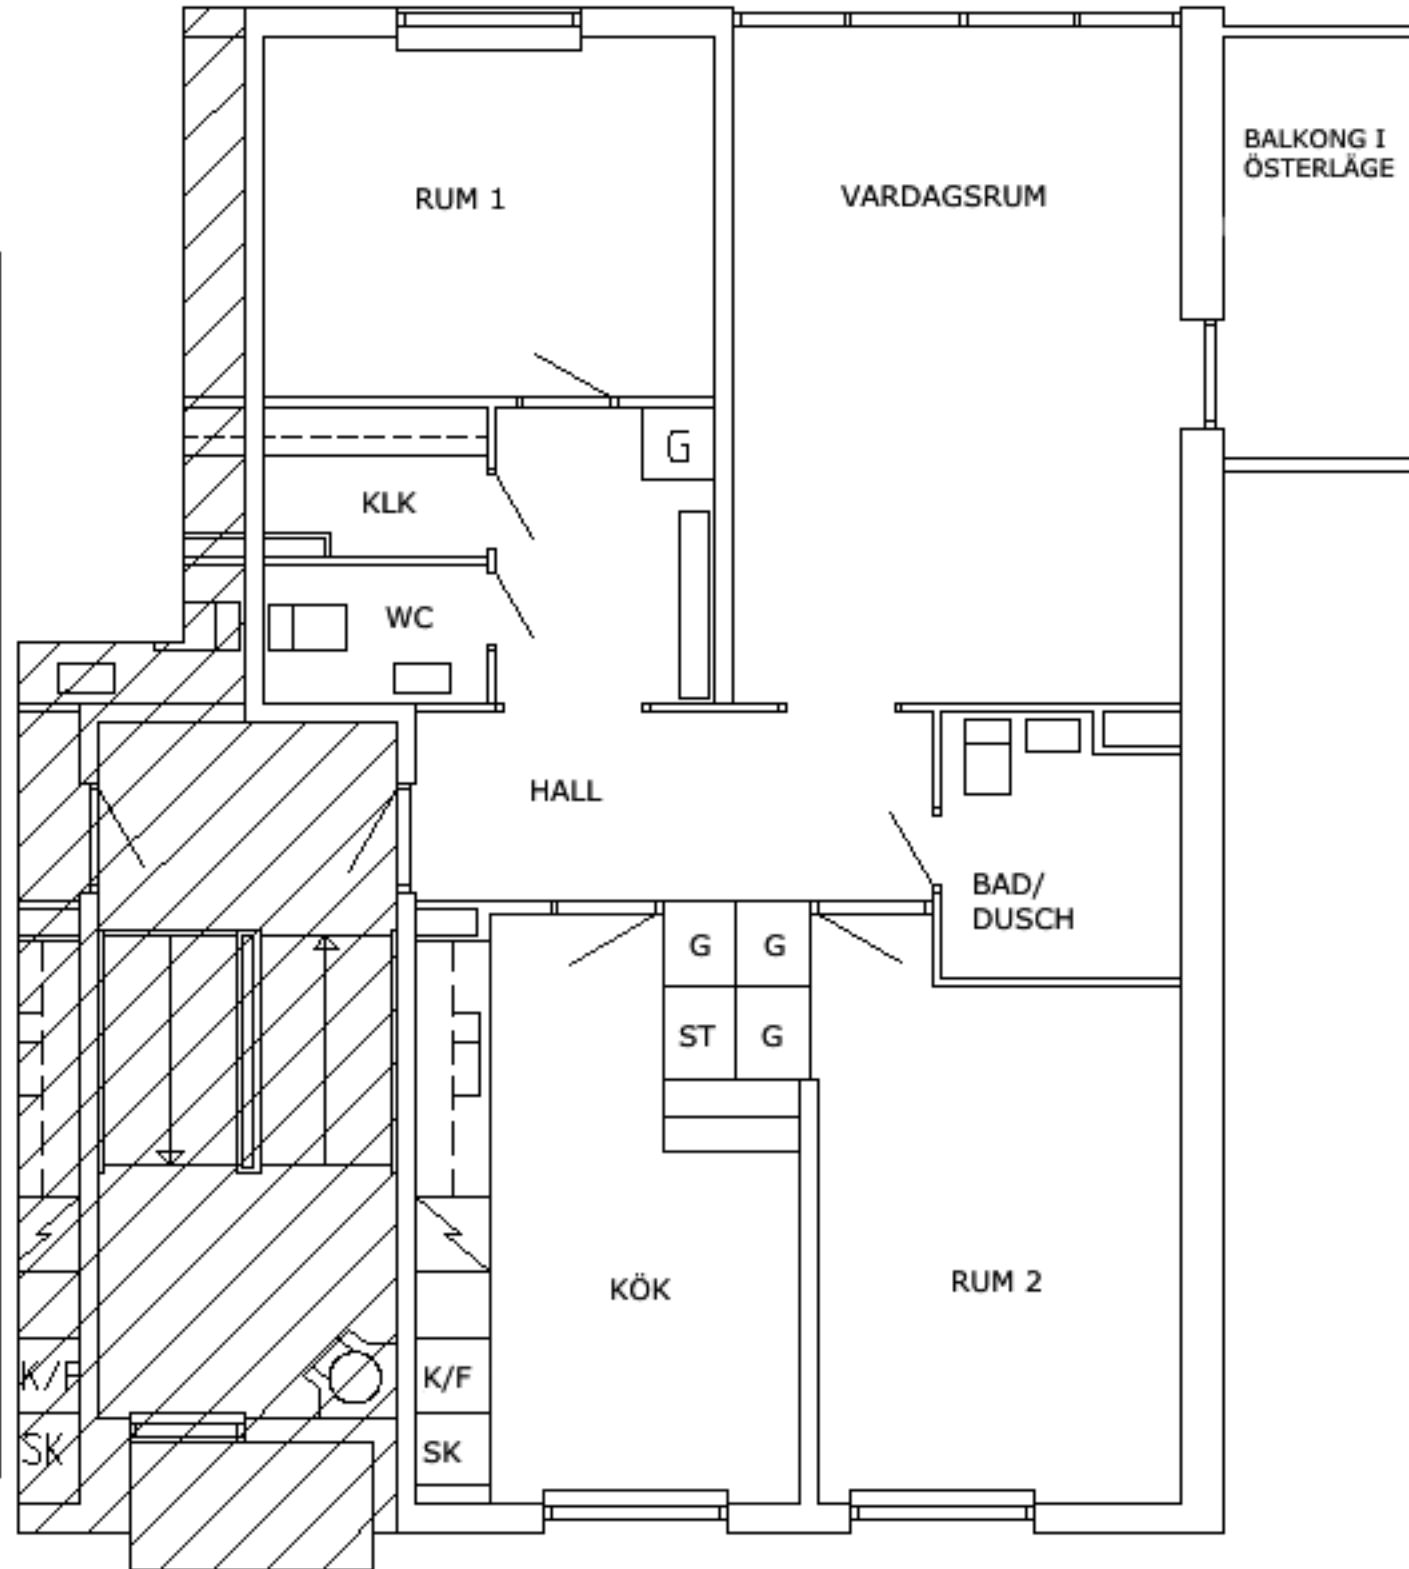 BALKONG I
ÖSTERLÄGE
RUM 1
VARDAGSRUM
G
KLK
WC
HALL
BAD/
DUSCH
G
G
ST
G
RUM 2
KÖK
K/F
K/F
SK
SK